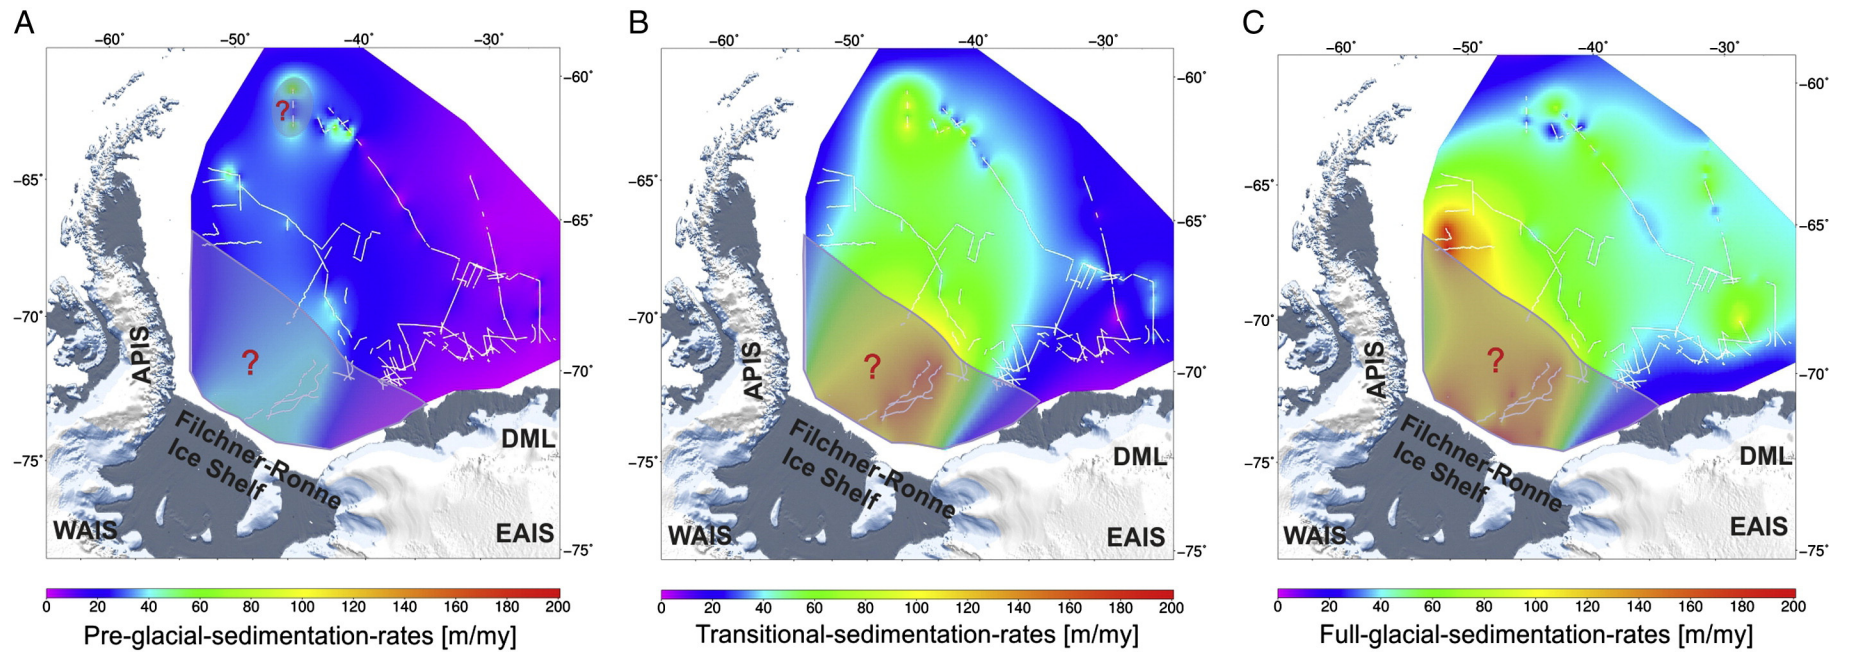 A
−60° −50° −40° −30°
−60°
−65°
−65°
−70°
−70°
−75°
−75°
?
?
APIS
Filchner-Ronne
Ice Shelf
DML
WAIS
EAIS
0 20 40 60 80 100 120 140 160 180 200
Pre-glacial-sedimentation-rates [m/my]
B
−60° −50° −40° −30°
−60°
−65°
−65°
−70°
−70°
−75°
−75°
?
APIS
Filchner-Ronne
Ice Shelf
DML
WAIS
EAIS
0 20 40 60 80 100 120 140 160 180 200
Transitional-sedimentation-rates [m/my]
C
−60° −50° −40° −30°
−60°
−65°
−65°
−70°
−70°
−75°
−75°
?
APIS
Filchner-Ronne
Ice Shelf
DML
WAIS
EAIS
0 20 40 60 80 100 120 140 160 180 200
Full-glacial-sedimentation-rates [m/my]